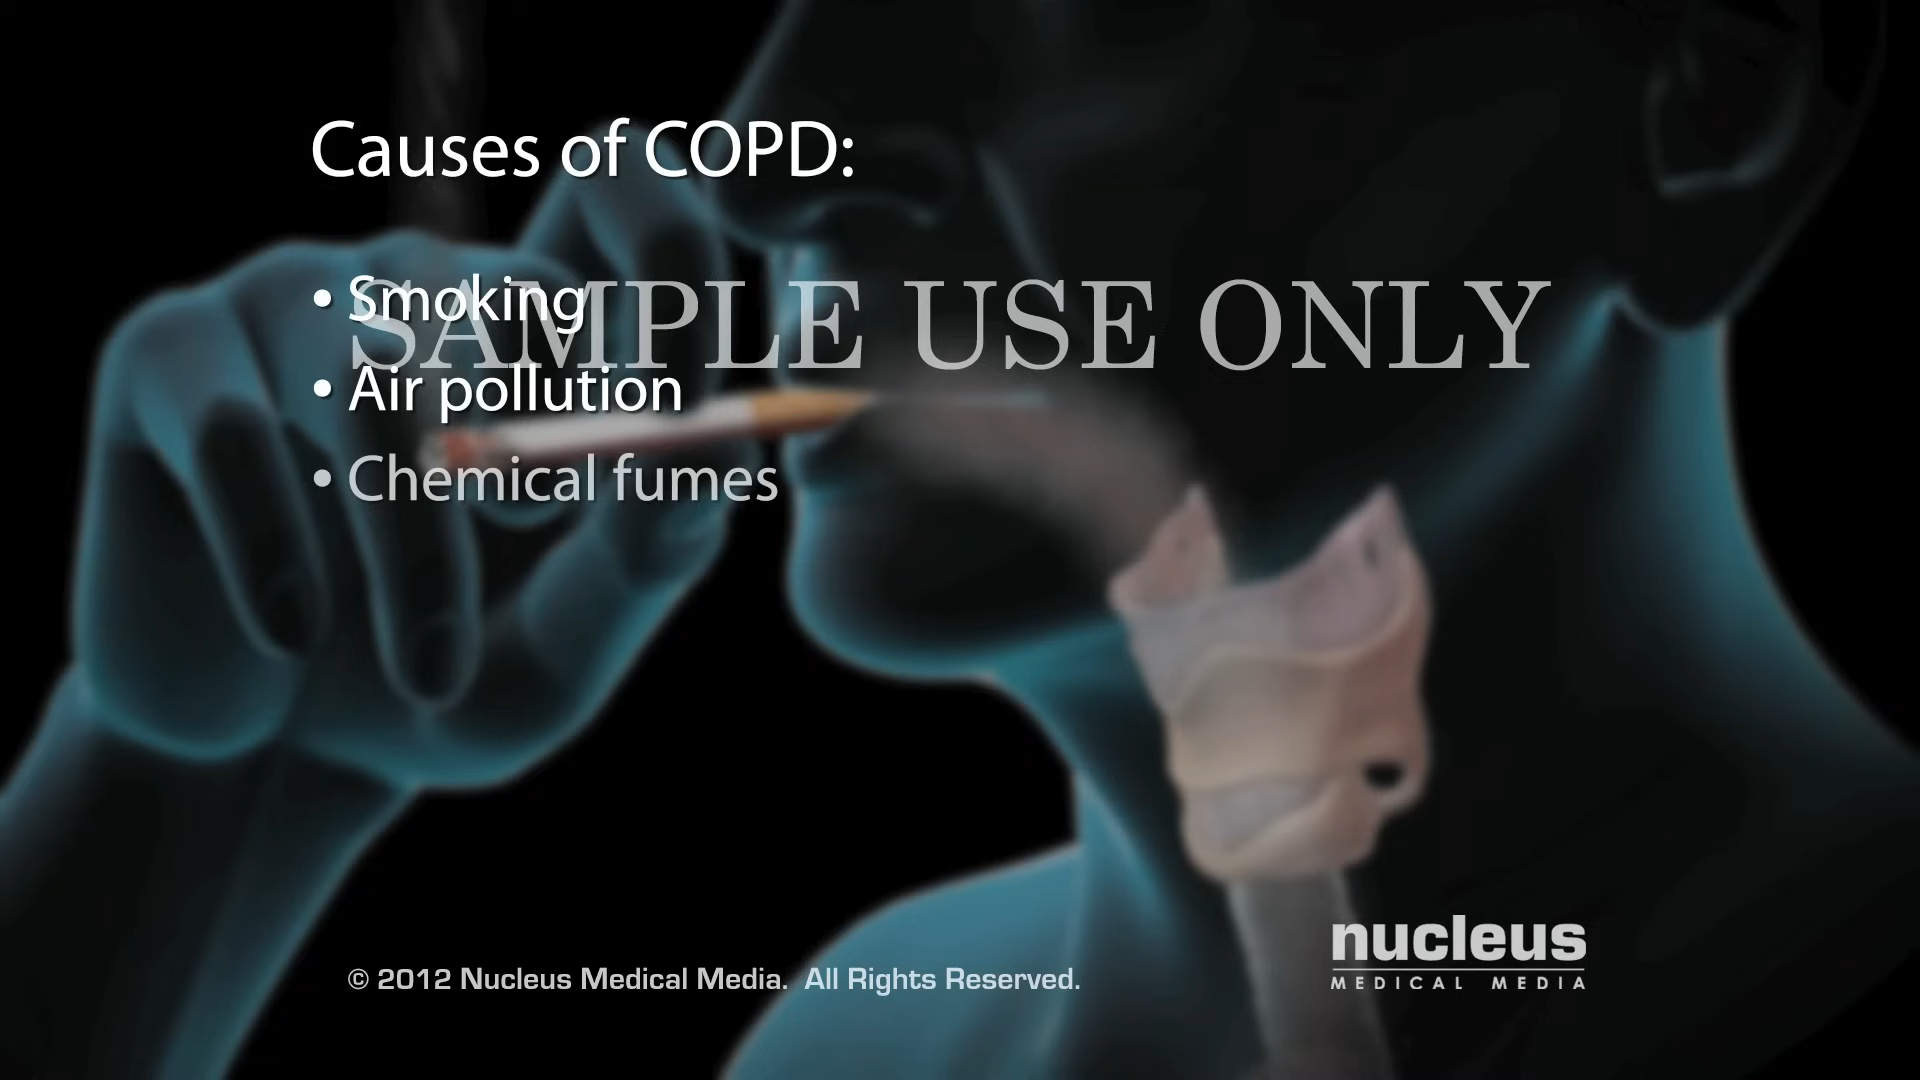 Causes of COPD:
• Smoking
SAMPLE USE ONLY
• Air pollution
• Chemical fumes
© 2012 Nucleus Medical Media. All Rights Reserved.
nucleus
MEDICAL MEDIA